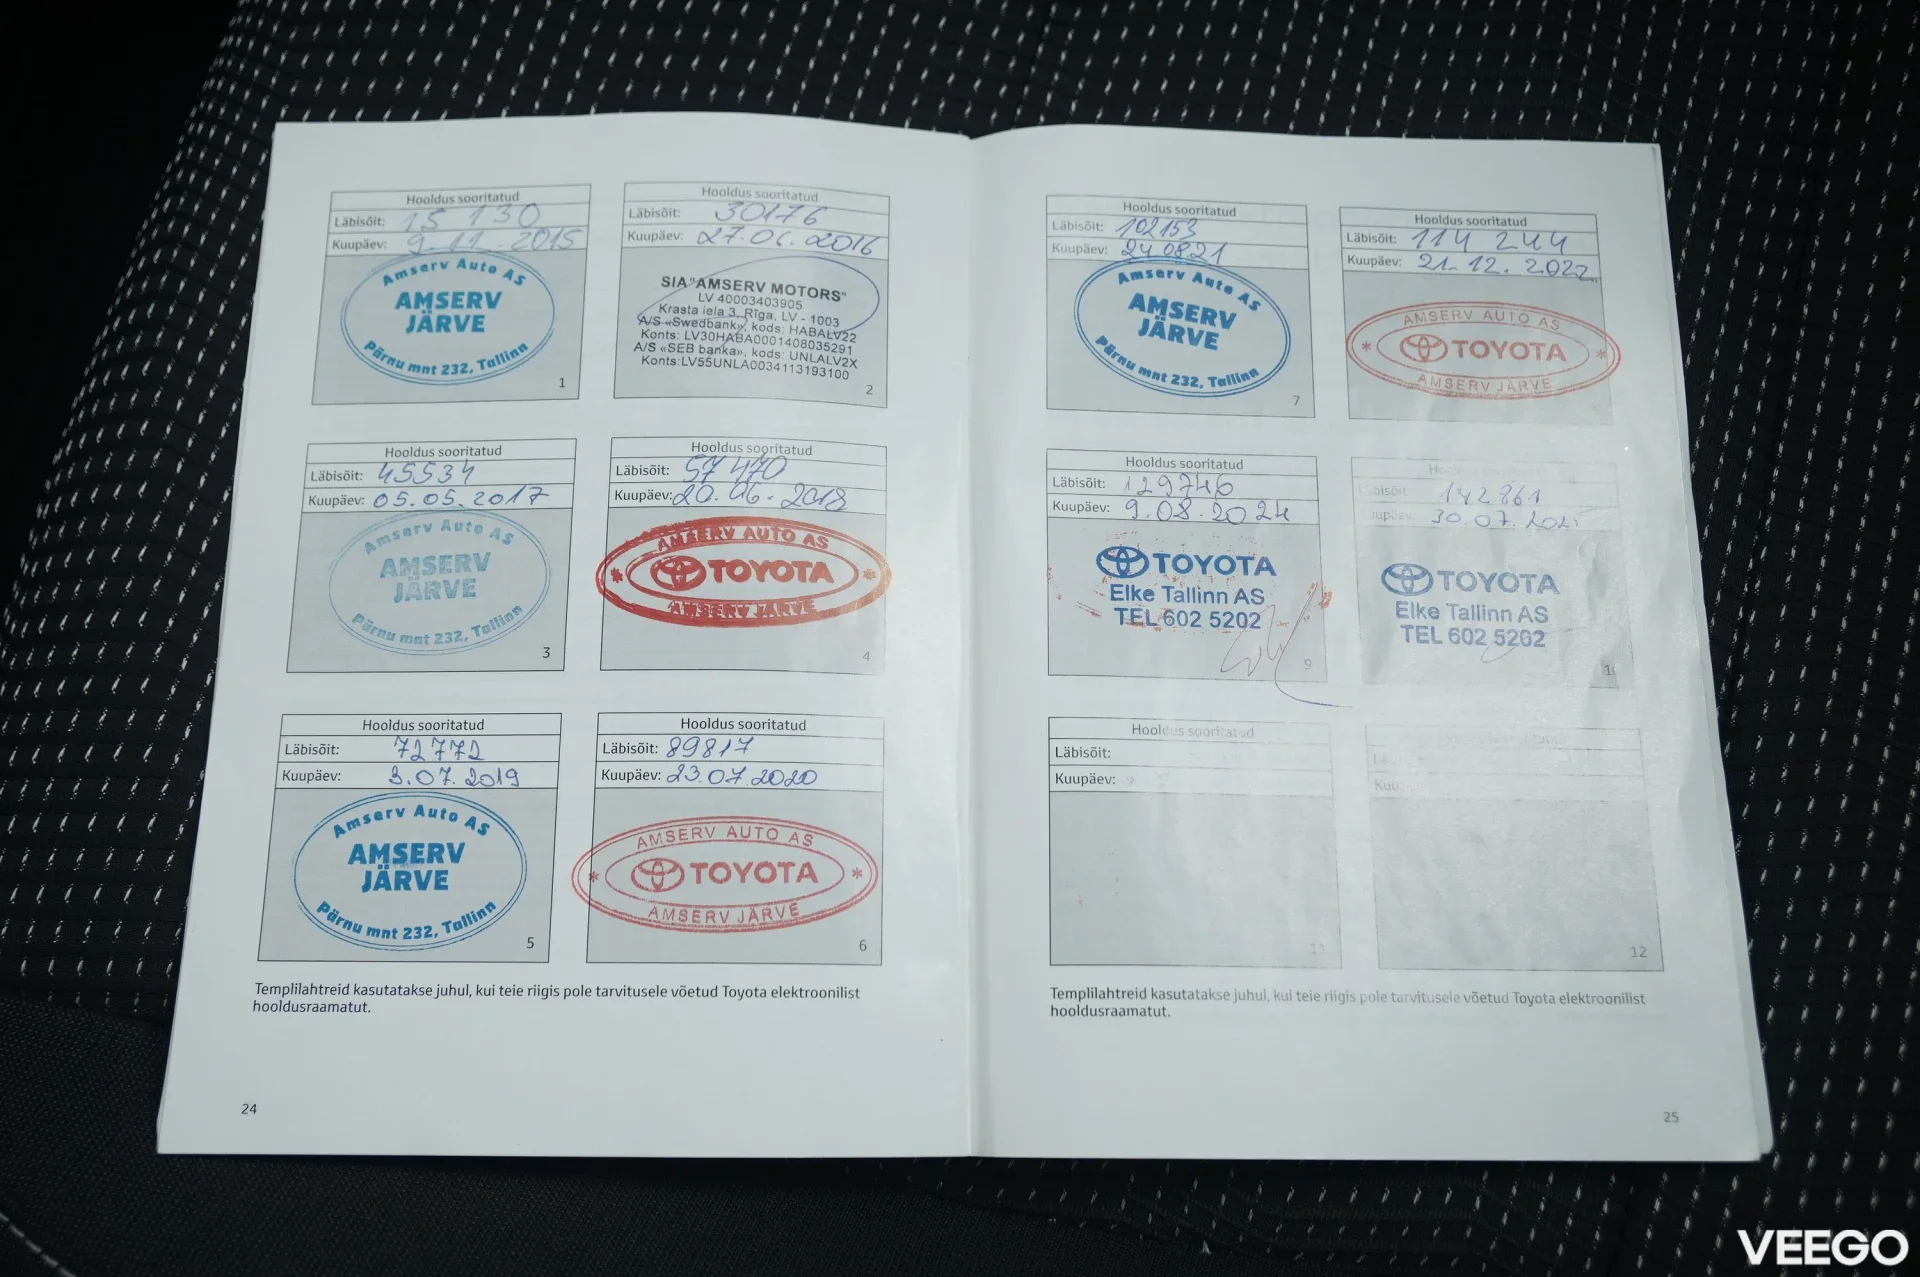 Hooldus sooritatud
Läbisõit: 15 130
Kuupäev: 9.11.2015
Amserv Auto AS
AMSERV
JÄRVE
Pärnu mnt 232, Tallinn
1
Hooldus sooritatud
Läbisõit: 30176
Kuupäev: 27.06.2016
SIA "AMSERV MOTORS"
LV 40003403905
Krasta iela 3, Rīga, LV - 1003
A/S «Swedbank», kods: HABALV22
Konts: LV30HABA0001408035291
A/S «SEB banka», kods: UNLALV2X
Konts:LV55UNLA0034113193100
2
Hooldus sooritatud
Läbisõit: 45534
Kuupäev: 05.05.2017
Amserv Auto AS
AMSERV
JÄRVE
Pärnu mnt 232, Tallinn
3
Hooldus sooritatud
Läbisõit: 57 470
Kuupäev: 20.06.2018
AMSERV AUTO AS
* TOYOTA *
AMSERV JÄRVE
4
Hooldus sooritatud
Läbisõit: 72772
Kuupäev: 3.07.2019
Amserv Auto AS
AMSERV
JÄRVE
Pärnu mnt 232, Tallinn
5
Hooldus sooritatud
Läbisõit: 89817
Kuupäev: 23.07.2020
AMSERV AUTO AS
* TOYOTA *
AMSERV JÄRVE
6
Templilahtreid kasutatakse juhul, kui teie riigis pole tarvitusele võetud Toyota elektroonilist
hooldusraamatut.
24
Hooldus sooritatud
Läbisõit: 102153
Kuupäev: 24.08.21
Amserv Auto AS
AMSERV
JÄRVE
Pärnu mnt 232, Tallinn
7
Hooldus sooritatud
Läbisõit: 114 244
Kuupäev: 21.12.2022
AMSERV AUTO AS
* TOYOTA *
AMSERV JÄRVE
Hooldus sooritatud
Läbisõit: 129746
Kuupäev: 9.08.2024
TOYOTA
Elke Tallinn AS
TEL 602 5202
9
Hooldus sooritatud
Läbisõit: 142861
Kuupäev: 30.07.2025
TOYOTA
Elke Tallinn AS
TEL 602 5202
10
Hooldus sooritatud
Läbisõit:
Kuupäev:
11
Kuu
12
Templilahtreid kasutatakse juhul, kui teie riigis pole tarvitusele võetud Toyota elektroonilist
hooldusraamatut.
25
VEEGO